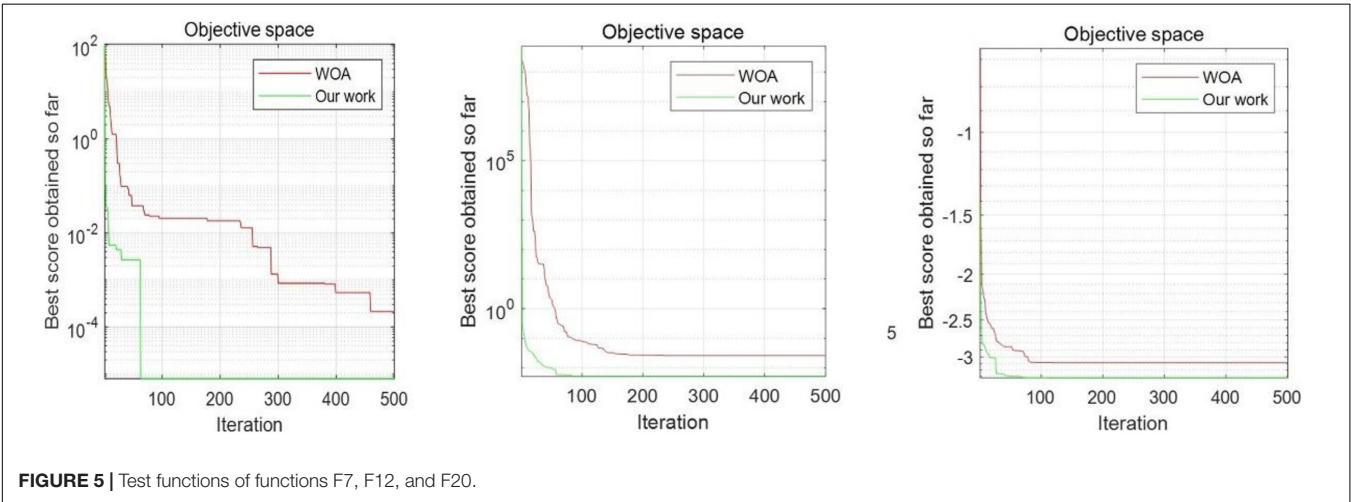 Objective space
10^2
10^0
10^-2
10^-4
Best score obtained so far
WOA
Our work
100 200 300 400 500
Iteration
Objective space
10^5
10^0
Best score obtained so far
WOA
Our work
100 200 300 400 500
Iteration
5
Objective space
-1
-1.5
-2
-2.5
-3
Best score obtained so far
WOA
Our work
100 200 300 400 500
Iteration
FIGURE 5 | Test functions of functions F7, F12, and F20.